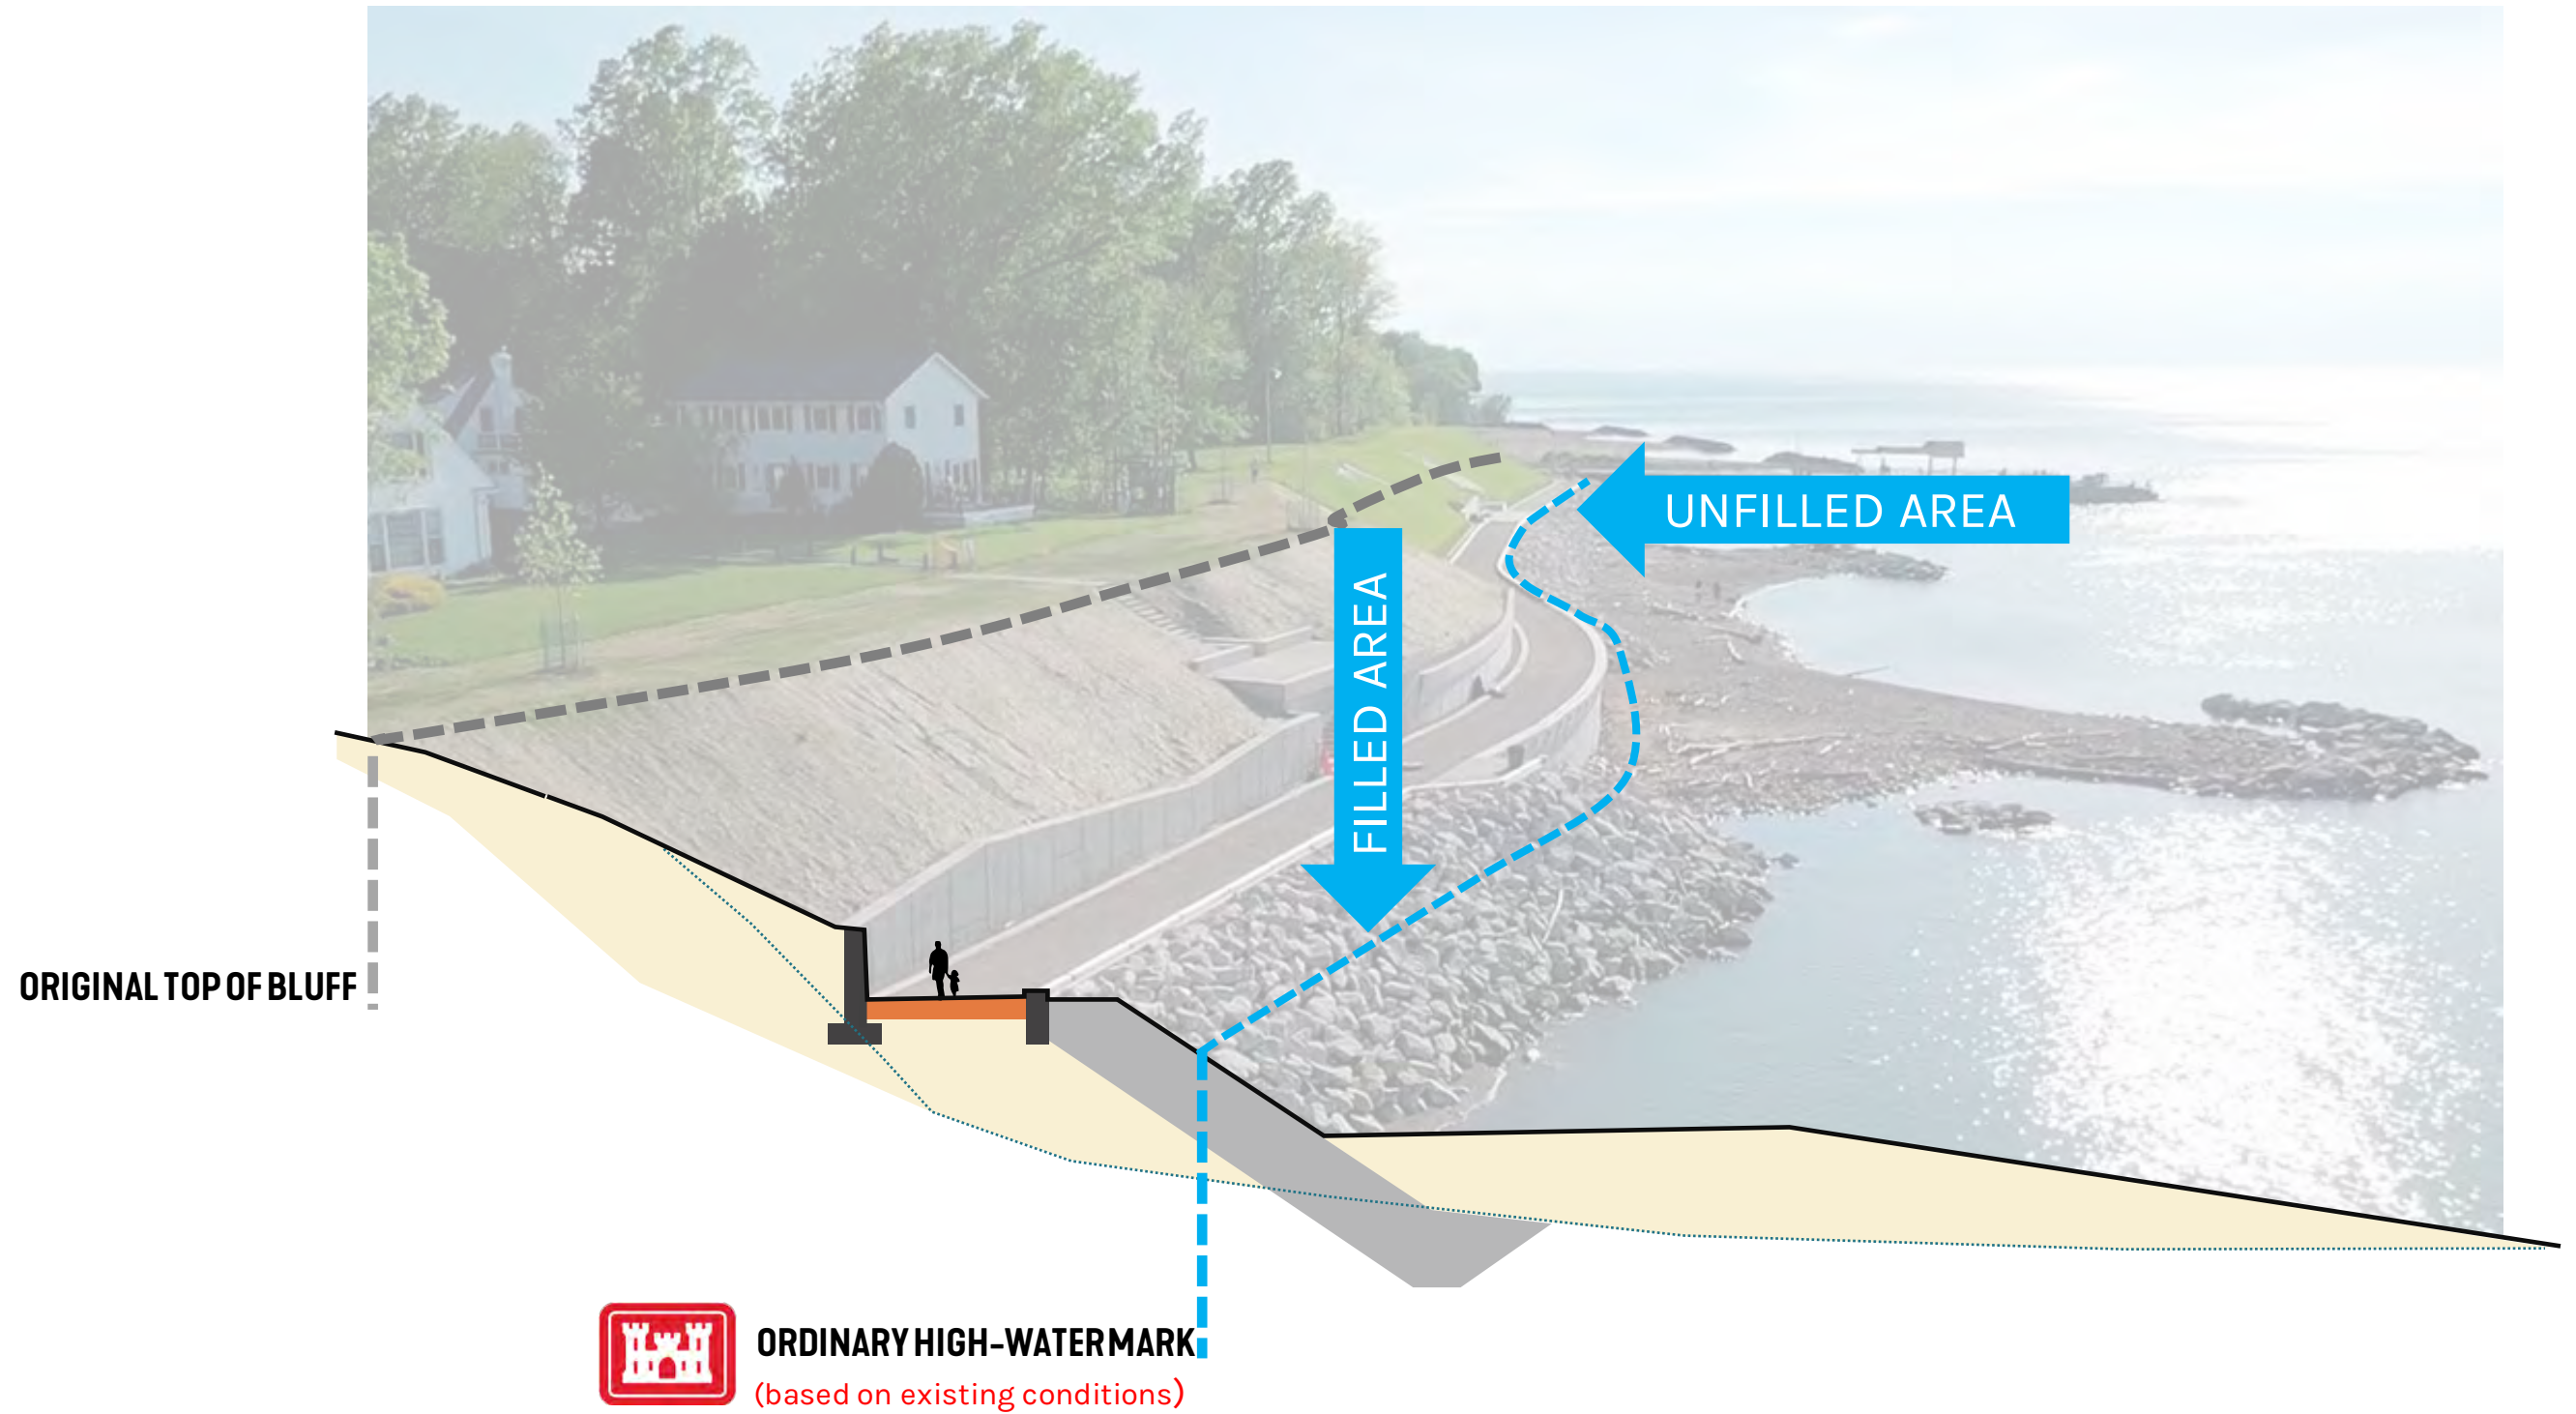 UNFILLED AREA
FILLED AREA
ORIGINAL TOP OF BLUFF
ORDINARY HIGH-WATER MARK
(based on existing conditions)